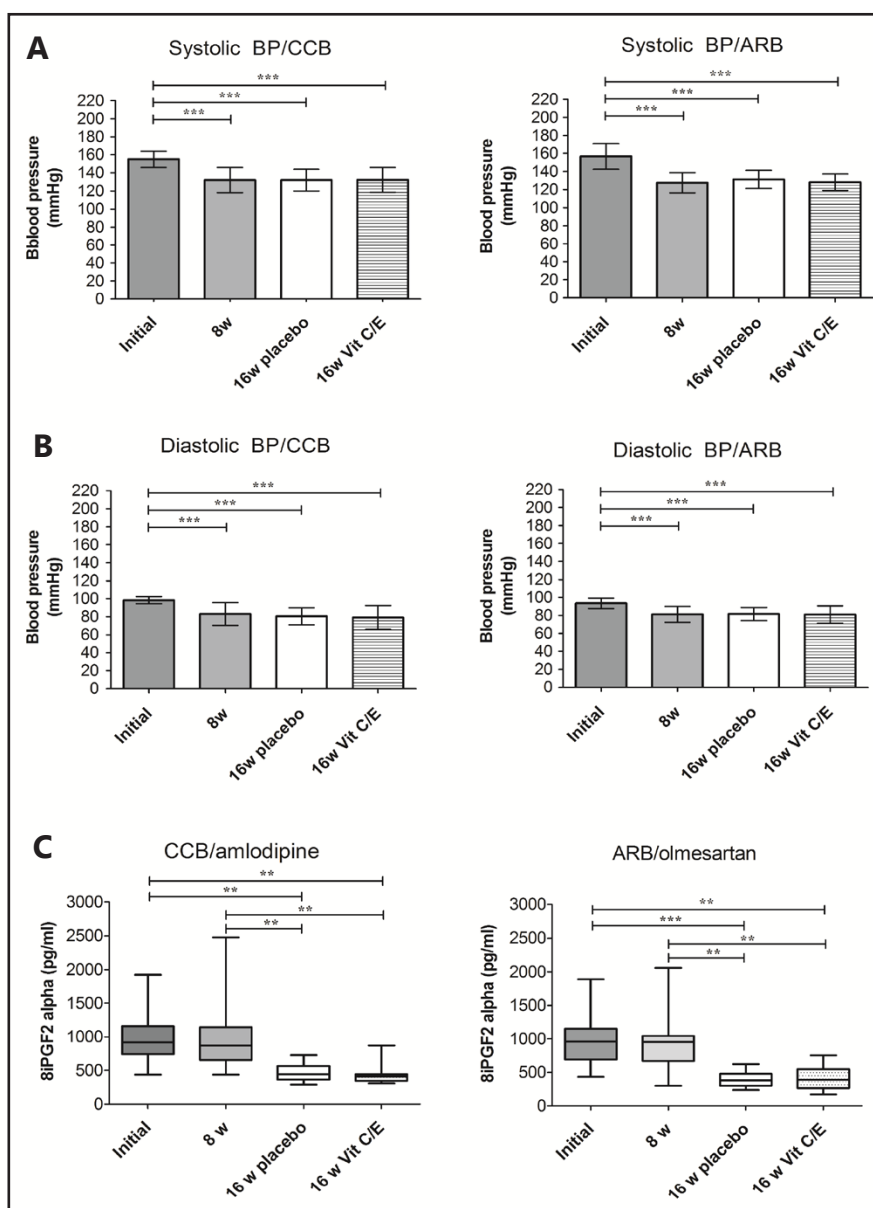 A
Systolic BP/CCB
***
***
***
Bblood pressure
(mmHg)
220
200
180
160
140
120
100
80
60
40
20
0
Initial
8w
16w placebo
16w Vit C/E
Systolic BP/ARB
***
***
***
Blood pressure
(mmHg)
220
200
180
160
140
120
100
80
60
40
20
0
Initial
8w
16w placebo
16w Vit C/E
B
Diastolic BP/CCB
***
***
***
Blood pressure
(mmHg)
220
200
180
160
140
120
100
80
60
40
20
0
Initial
8w
16w placebo
16w Vit C/E
Diastolic BP/ARB
***
***
***
Blood pressure
(mmHg)
220
200
180
160
140
120
100
80
60
40
20
0
Initial
8w
16w placebo
16w Vit C/E
C
CCB/amlodipine
**
**
**
**
8iPGF2 alpha (pg/ml)
3000
2500
2000
1500
1000
500
0
Initial
8 w
16 w placebo
16 w Vit C/E
ARB/olmesartan
**
***
**
**
8iPGF2 alpha (pg/ml)
3000
2500
2000
1500
1000
500
0
Initial
8 w
16 w placebo
16 w Vit C/E